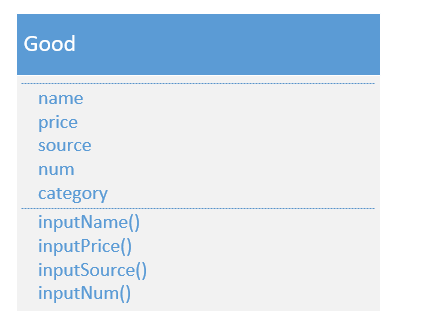 Good
name
price
source
num
category
inputName()
inputPrice()
inputSource()
inputNum()